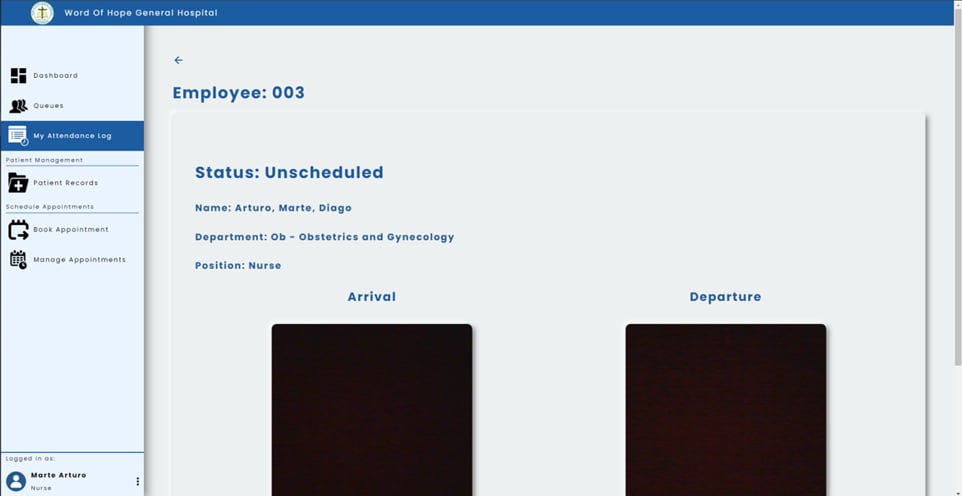 Word Of Hope General Hospital
Dashboard
Queues
My Attendance Log
Patient Management
Patient Records
Schedule Appointments
Book Appointment
Manage Appointments
Logged in as:
Marte Arturo
Nurse
Employee: 003
Status: Unscheduled
Name: Arturo, Marte, Diago
Department: Ob - Obstetrics and Gynecology
Position: Nurse
Arrival
Departure